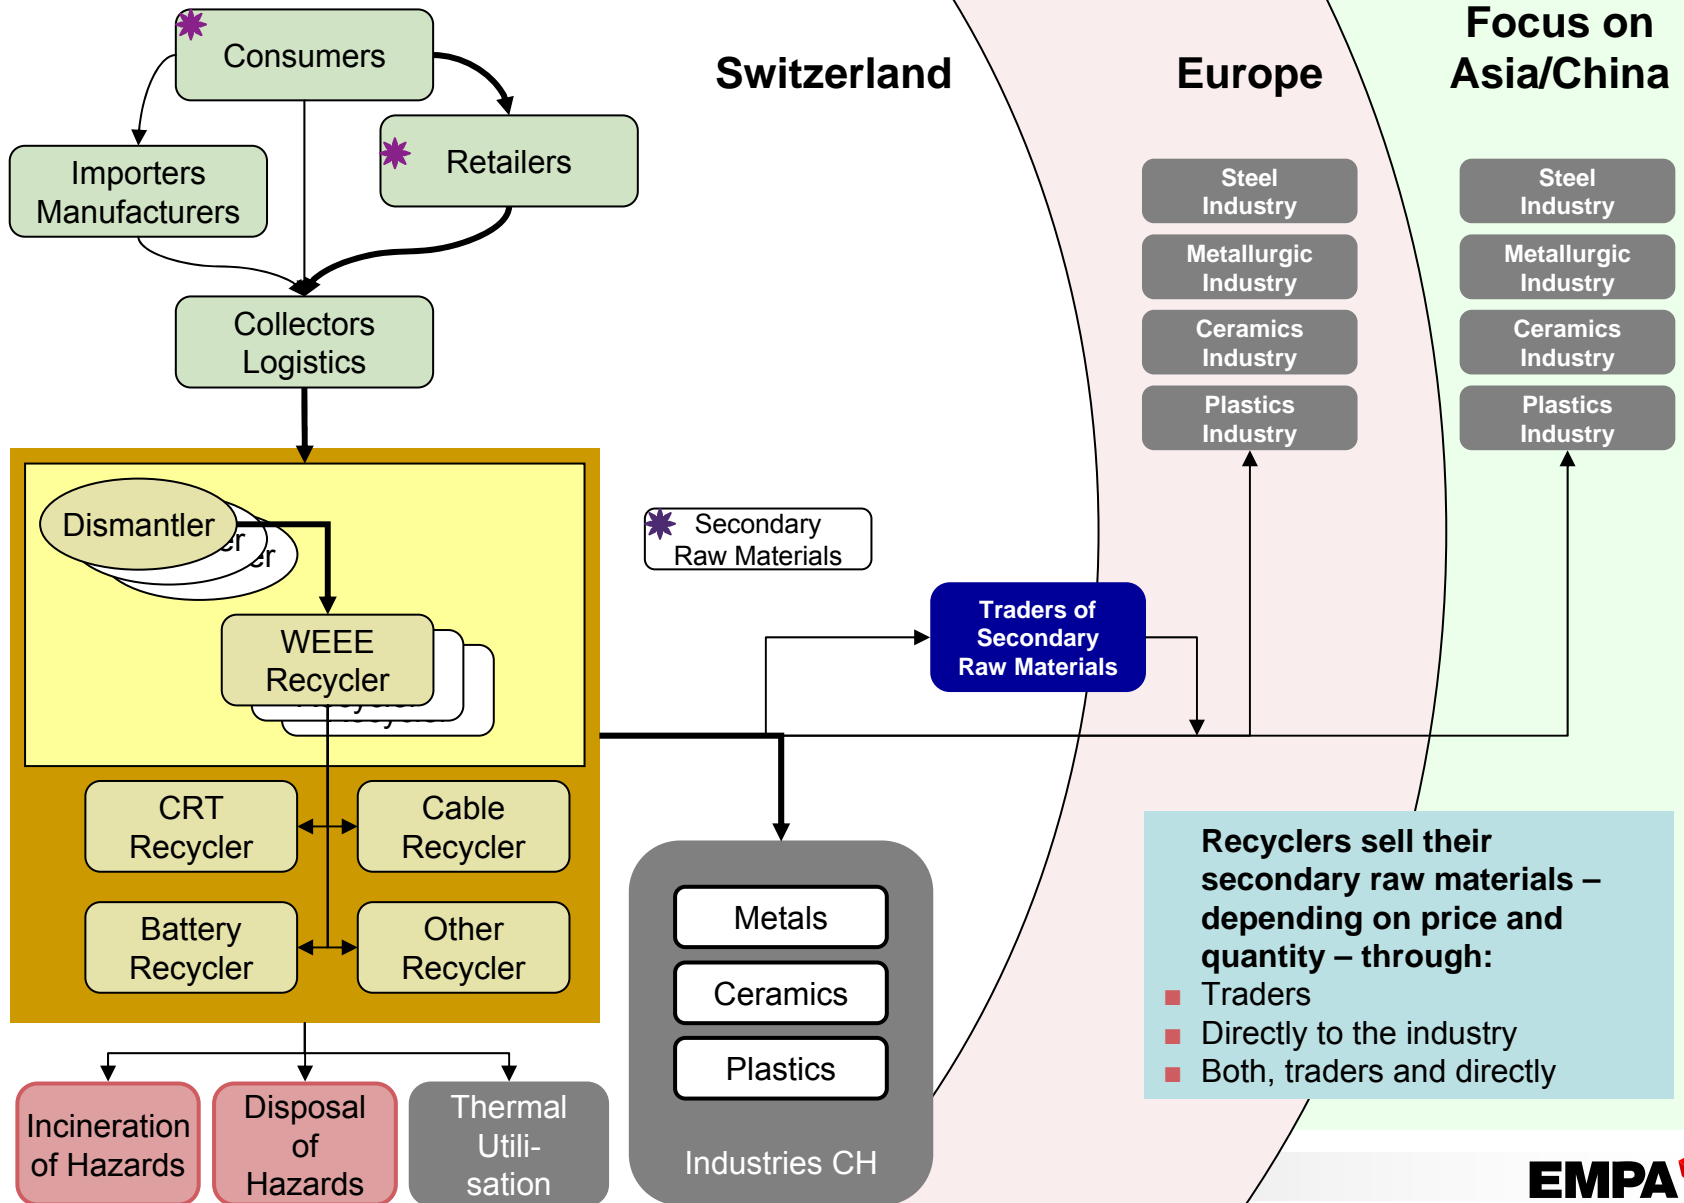 Consumers
Retailers
Importers
Manufacturers
Collectors
Logistics
Switzerland
Europe
Focus on
Asia/China
Steel
Industry
Metallurgic
Industry
Ceramics
Industry
Plastics
Industry
Steel
Industry
Metallurgic
Industry
Ceramics
Industry
Plastics
Industry
Dismantler
er
er
WEEE
Recycler
Recycler
Recycler
Secondary
Raw Materials
Traders of
Secondary
Raw Materials
CRT
Recycler
Cable
Recycler
Battery
Recycler
Other
Recycler
Metals
Ceramics
Plastics
Industries CH
Recyclers sell their
secondary raw materials –
depending on price and
quantity – through:
Traders
Directly to the industry
Both, traders and directly
Incineration
of Hazards
Disposal
of
Hazards
Thermal
Utili-
sation
EMPA